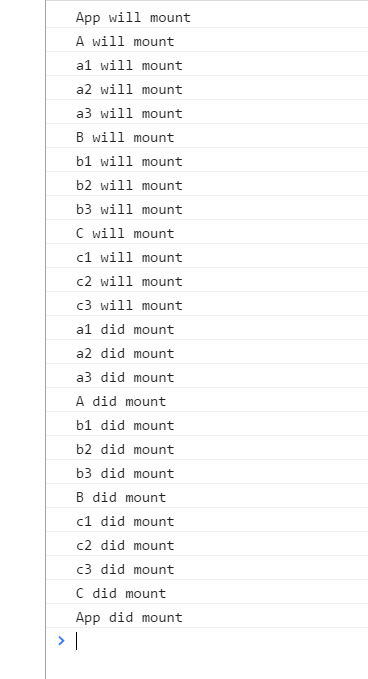 App will mount
A will mount
a1 will mount
a2 will mount
a3 will mount
B will mount
b1 will mount
b2 will mount
b3 will mount
C will mount
c1 will mount
c2 will mount
c3 will mount
a1 did mount
a2 did mount
a3 did mount
A did mount
b1 did mount
b2 did mount
b3 did mount
B did mount
c1 did mount
c2 did mount
c3 did mount
C did mount
App did mount